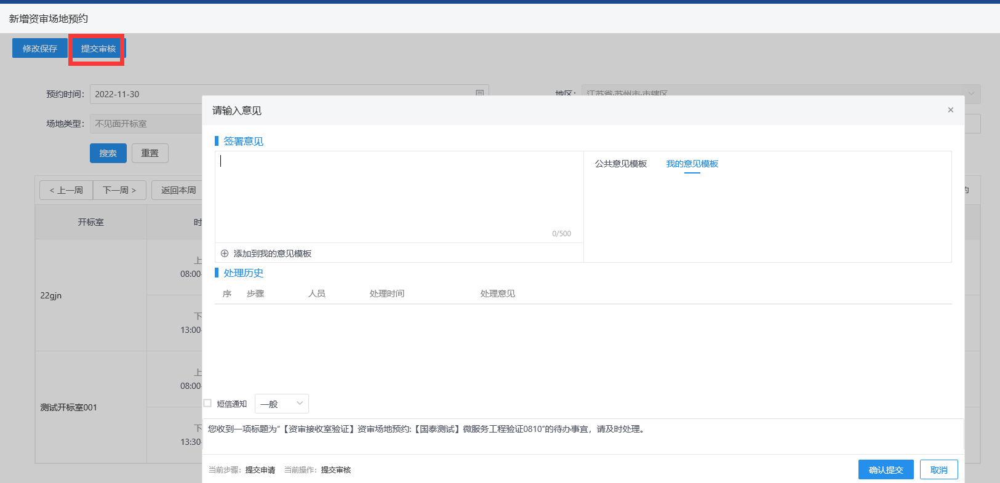 新增资审场地预约
修改保存 提交审核
预约时间： 2022-11-30 地区： 江苏省·苏州市·市辖区
场地类型： 不见面开标室
搜索 重置
< 上一周 下一周 > 返回本周
开标室 时
上
08:00
22gjn
下
13:00
上
08:00
测试开标室001
下
13:30
请输入意见 ×
签署意见
公共意见模板 我的意见模板
0/500
添加到我的意见模板
处理历史
序 步骤 人员 处理时间 处理意见
短信通知 一般
您收到一项标题为“【资审接收室验证】资审场地预约:【国泰测试】微服务工程验证0810”的待办事宜，请及时处理。
当前步骤：提交申请 当前操作：提交审核
确认提交 取消